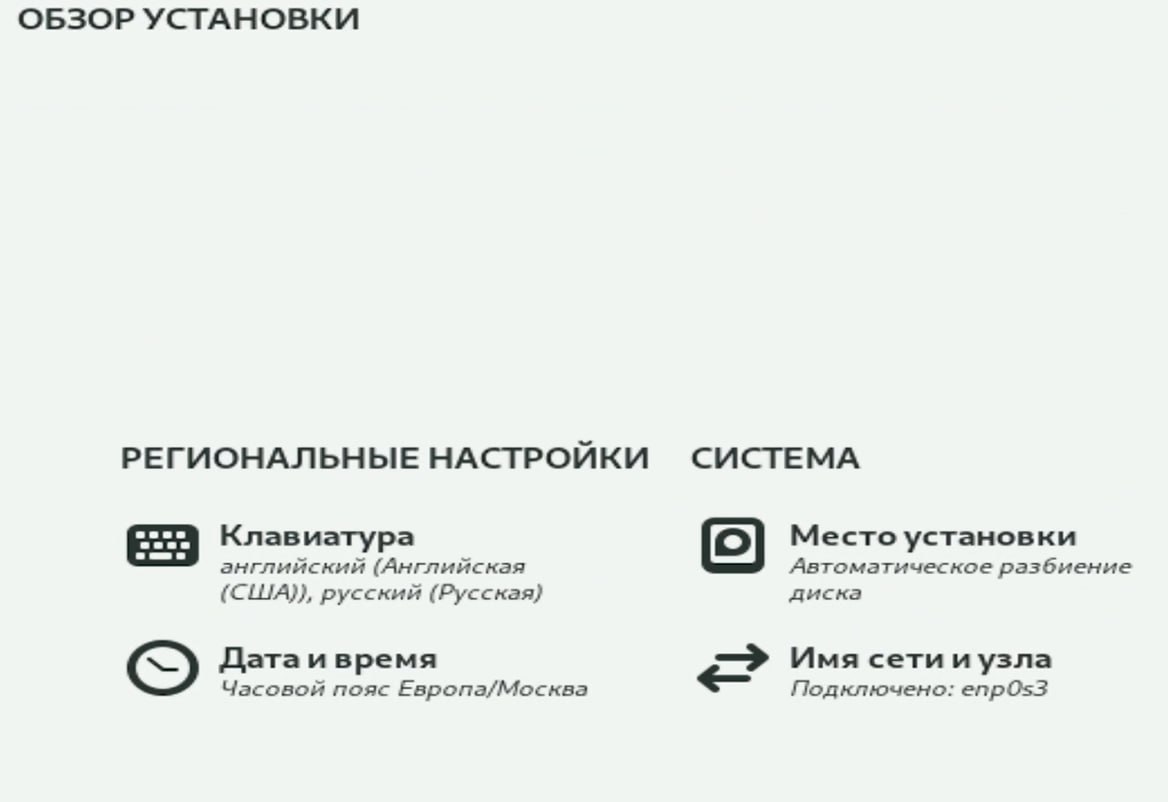 ОБЗОР УСТАНОВКИ
РЕГИОНАЛЬНЫЕ НАСТРОЙКИ
Клавиатура
английский (Английская
(США)), русский (Русская)
Дата и время
Часовой пояс Европа/Москва
СИСТЕМА
Место установки
Автоматическое разбиение
диска
Имя сети и узла
Подключено: enp0s3